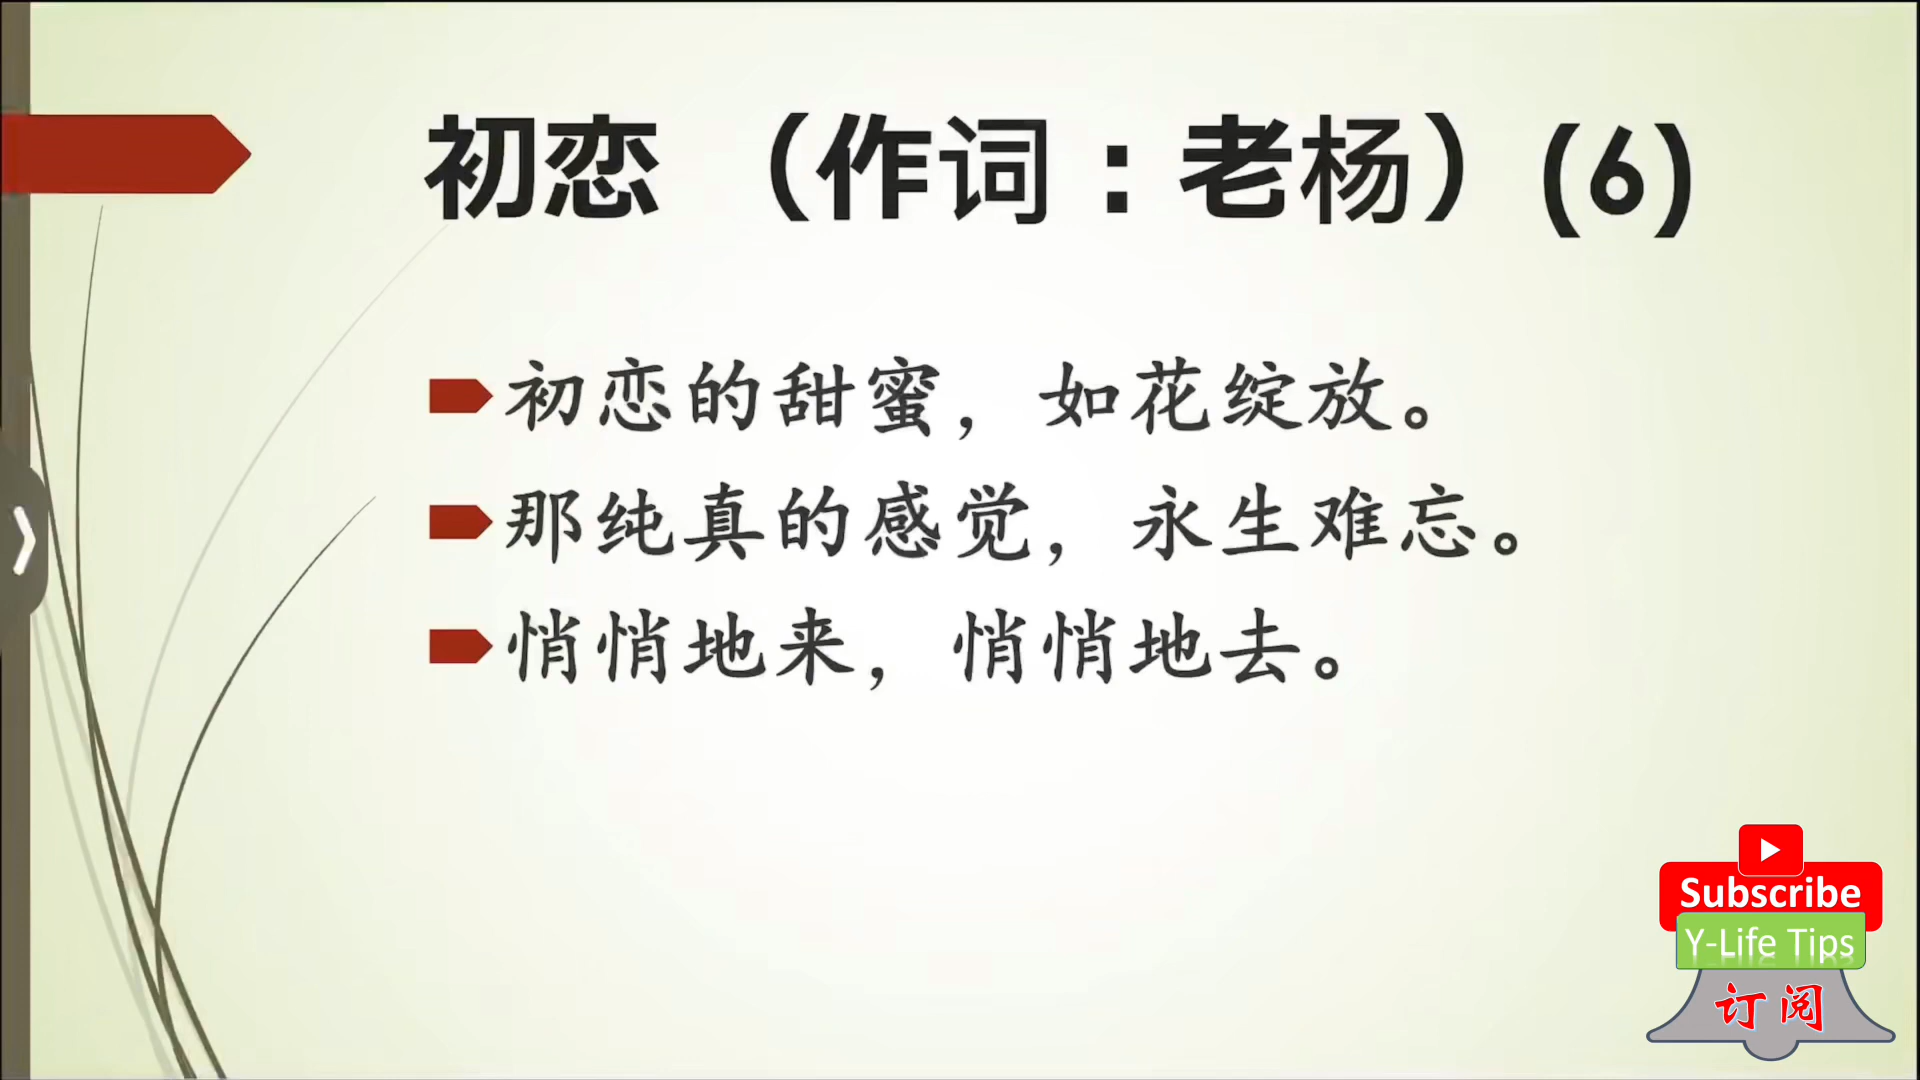 初恋 （作词：老杨）(6)
初恋的甜蜜，如花绽放。
那纯真的感觉，永生难忘。
悄悄地来，悄悄地去。
Subscribe
Y-Life Tips
订阅